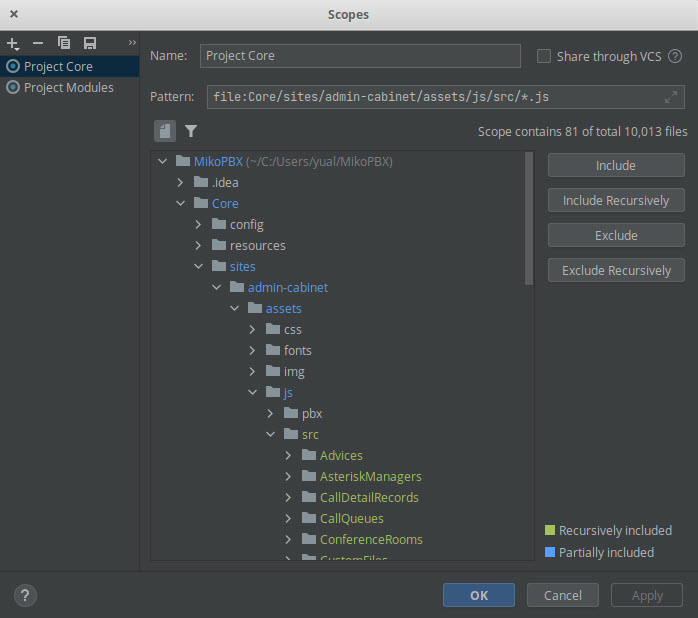 Scopes
Project Core
Project Modules
Name: Project Core Share through VCS ?
Pattern: file:Core/sites/admin-cabinet/assets/js/src/*.js
Scope contains 81 of total 10,013 files
MikoPBX (~/C:/Users/yual/MikoPBX)
.idea
Core
config
resources
sites
admin-cabinet
assets
css
fonts
img
js
pbx
src
Advices
AsteriskManagers
CallDetailRecords
CallQueues
ConferenceRooms
CustomFiles
Include
Include Recursively
Exclude
Exclude Recursively
Recursively included
Partially included
? OK Cancel Apply